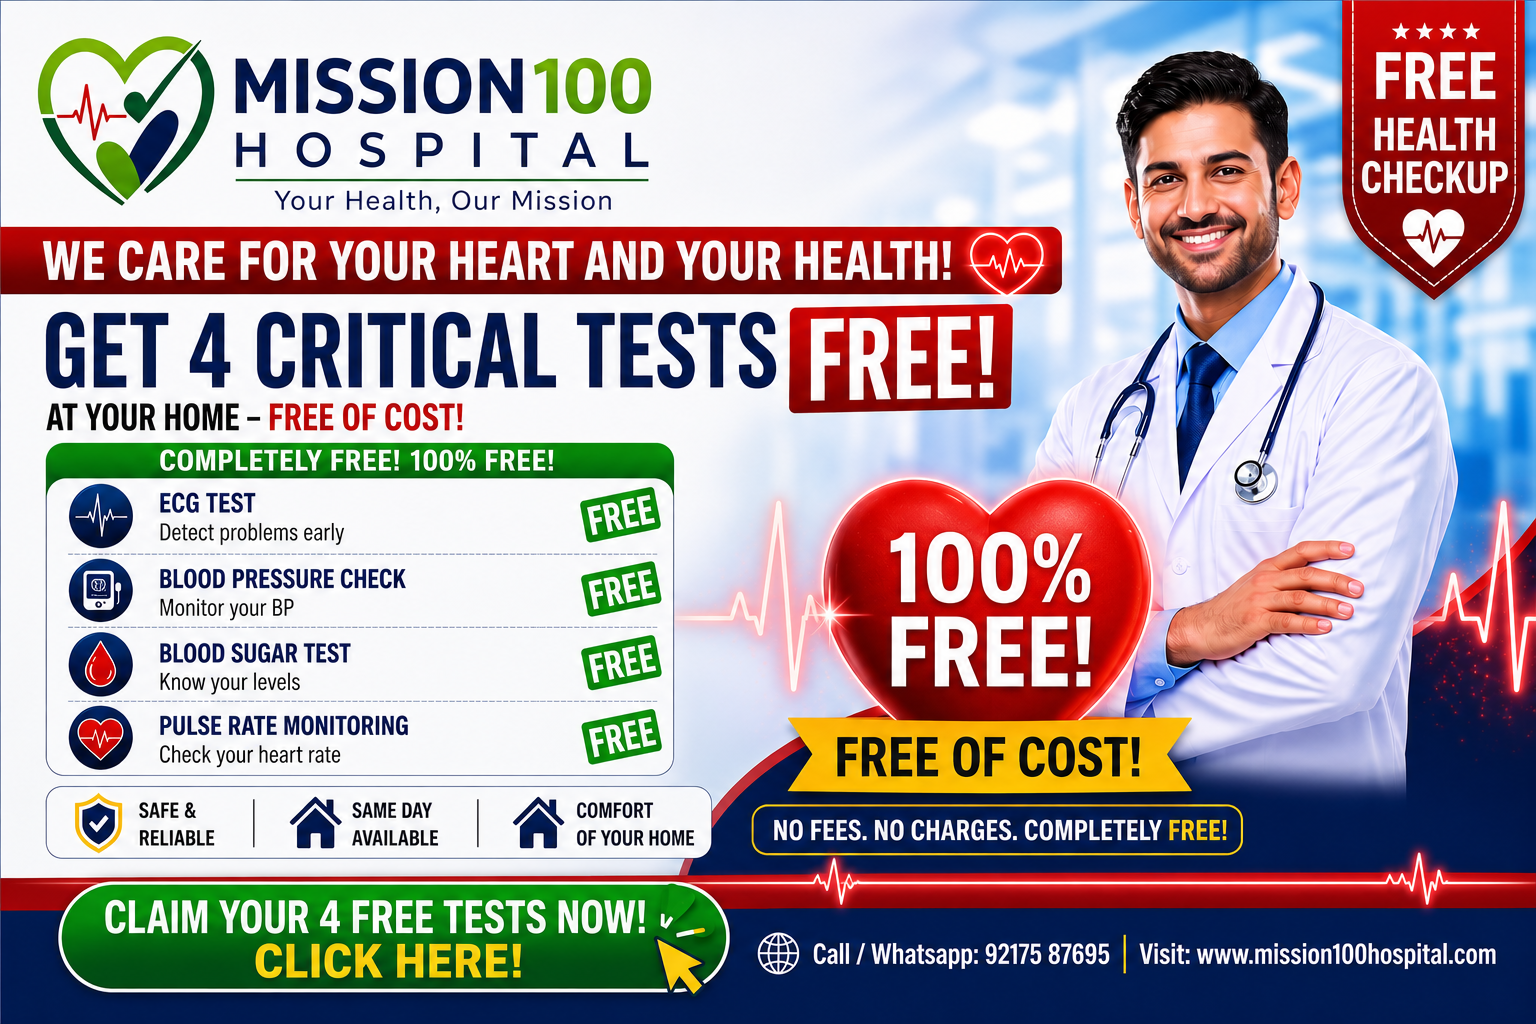 MISSION 100
HOSPITAL
Your Health, Our Mission
FREE
HEALTH
CHECKUP
WE CARE FOR YOUR HEART AND YOUR HEALTH!
GET 4 CRITICAL TESTS FREE!
AT YOUR HOME – FREE OF COST!
COMPLETELY FREE! 100% FREE!
ECG TEST
Detect problems early
FREE
BLOOD PRESSURE CHECK
Monitor your BP
FREE
BLOOD SUGAR TEST
Know your levels
FREE
PULSE RATE MONITORING
Check your heart rate
FREE
100%
FREE!
FREE OF COST!
NO FEES. NO CHARGES. COMPLETELY FREE!
SAFE &
RELIABLE
SAME DAY
AVAILABLE
COMFORT
OF YOUR HOME
CLAIM YOUR 4 FREE TESTS NOW!
CLICK HERE!
Call / Whatsapp: 92175 87695
Visit: www.mission100hospital.com